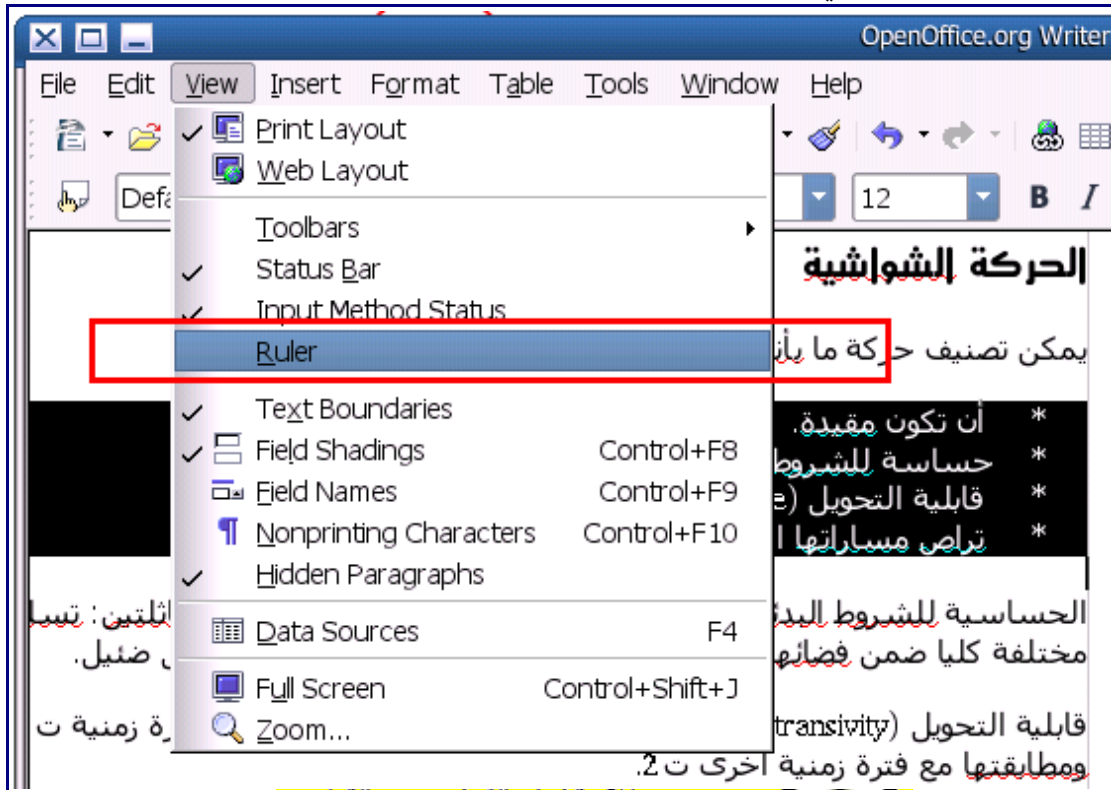 OpenOffice.org Writer
File Edit View Insert Format Table Tools Window Help
Print Layout
Web Layout
12 B I
Toolbars
Status Bar
Input Method Status
Ruler
Text Boundaries
Field Shadings Control+F8
Field Names Control+F9
Nonprinting Characters Control+F10
Hidden Paragraphs
Data Sources F4
Full Screen Control+Shift+J
Zoom...
الحركة الشواشية
يمكن تصنيف حركة ما
* أن تكون مقيدة.
* حساسة للشروط
* قابلية التحويل
* تراص مساراتها
الحساسية للشروط
مختلفة كليا ضمن ضئيل.
قابلية التحويل (transivity زمنية ت
ومطابقتها مع فترة زمنية أخرى ت2.